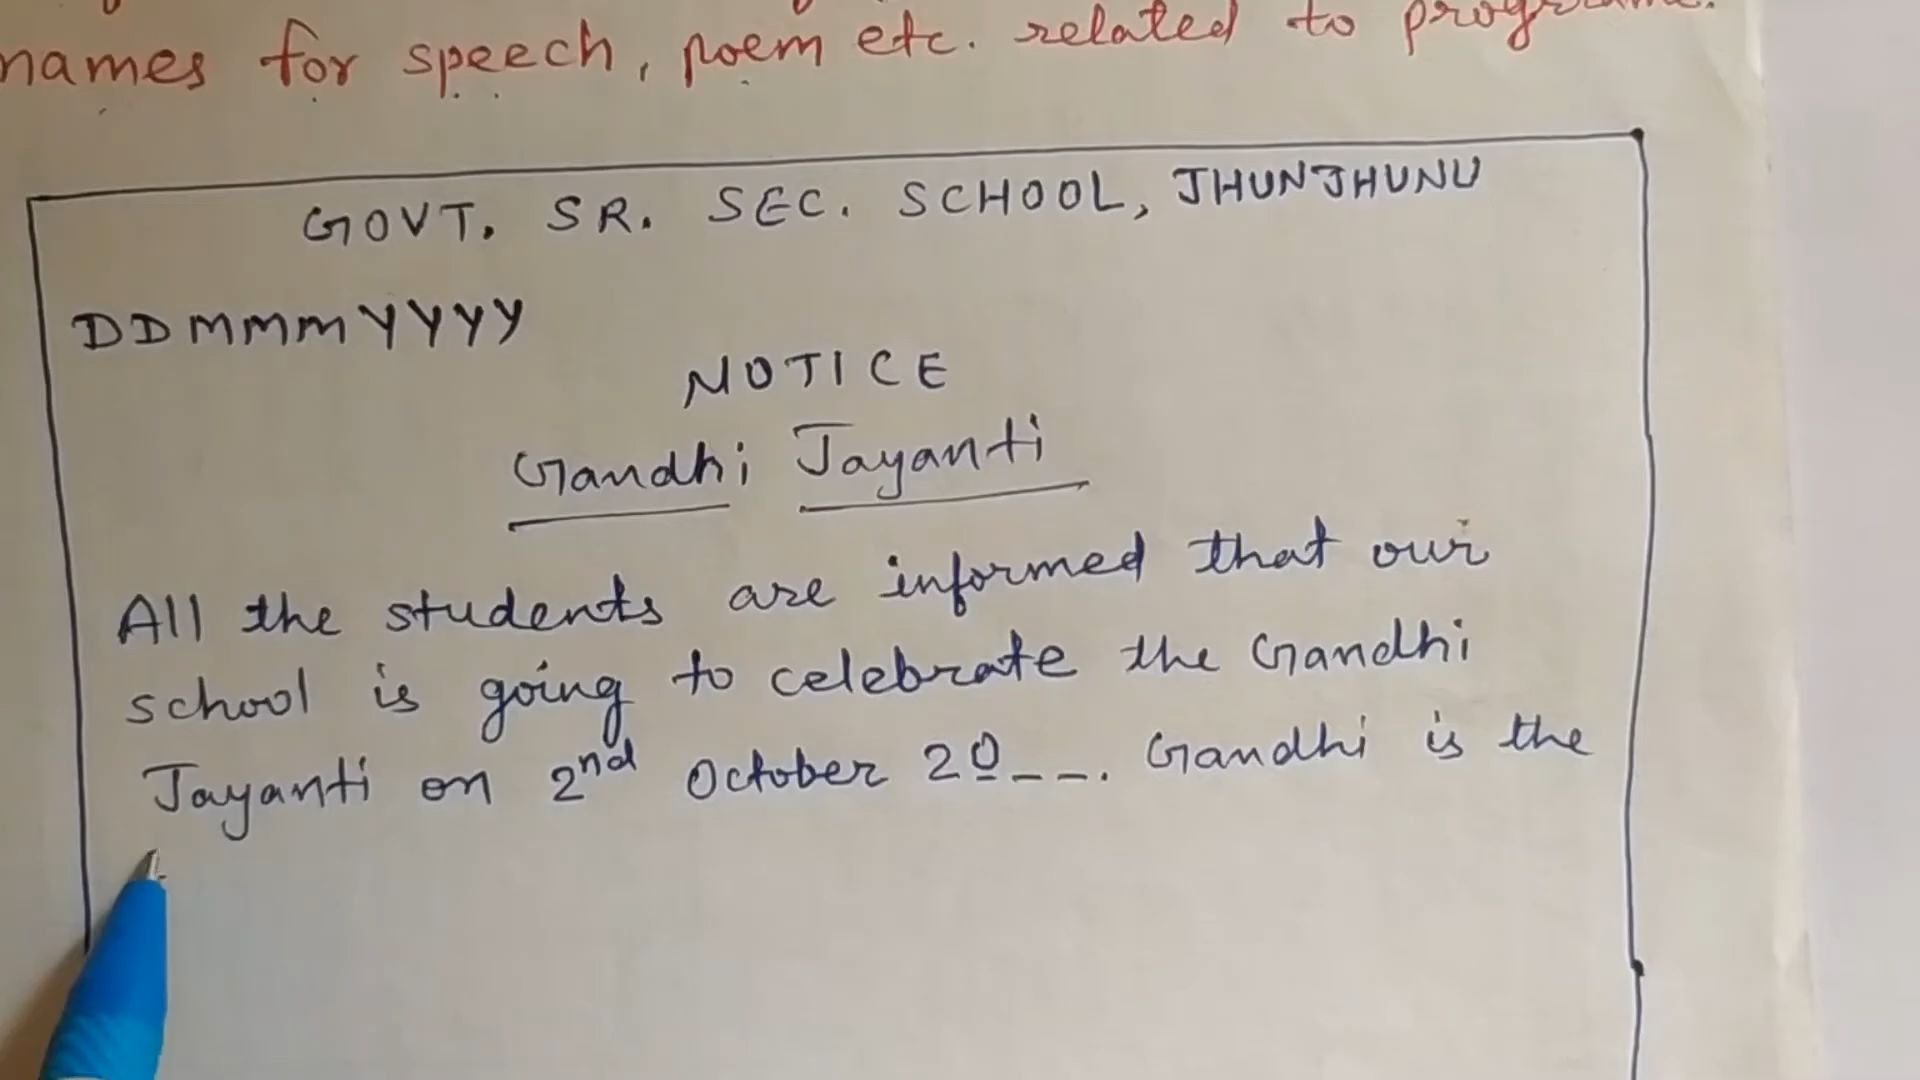 names for speech, poem etc. related to programme.
GOVT. SR. SEC. SCHOOL, JHUNJHUNU
DDMMMYYYY
NOTICE
Gandhi Jayanti
All the students are informed that our
school is going to celebrate the Gandhi
Jayanti on 2nd October 20__. Gandhi is the